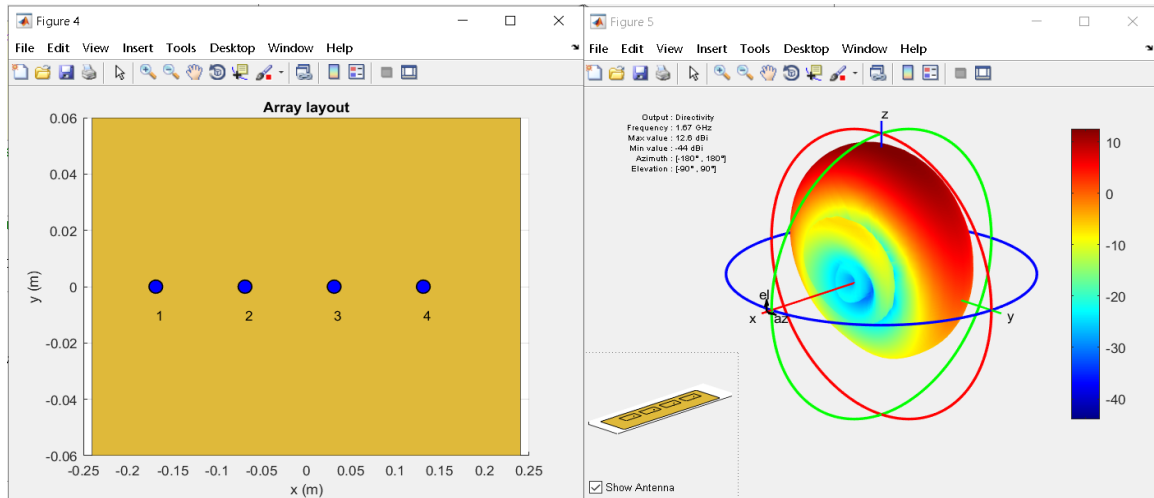 Figure 4
File Edit View Insert Tools Desktop Window Help
Array layout
0.06
0.04
0.02
0
-0.02
-0.04
-0.06
y (m)
1 2 3 4
-0.25 -0.2 -0.15 -0.1 -0.05 0 0.05 0.1 0.15 0.2 0.25
x (m)
Figure 5
File Edit View Insert Tools Desktop Window Help
Output : Directivity
Frequency : 1.67 GHz
Max value : 12.6 dBi
Min value : -44 dBi
Azimuth : [-180° , 180°]
Elevation : [-90° , 90°]
z
el
x az
y
10
0
-10
-20
-30
-40
Show Antenna